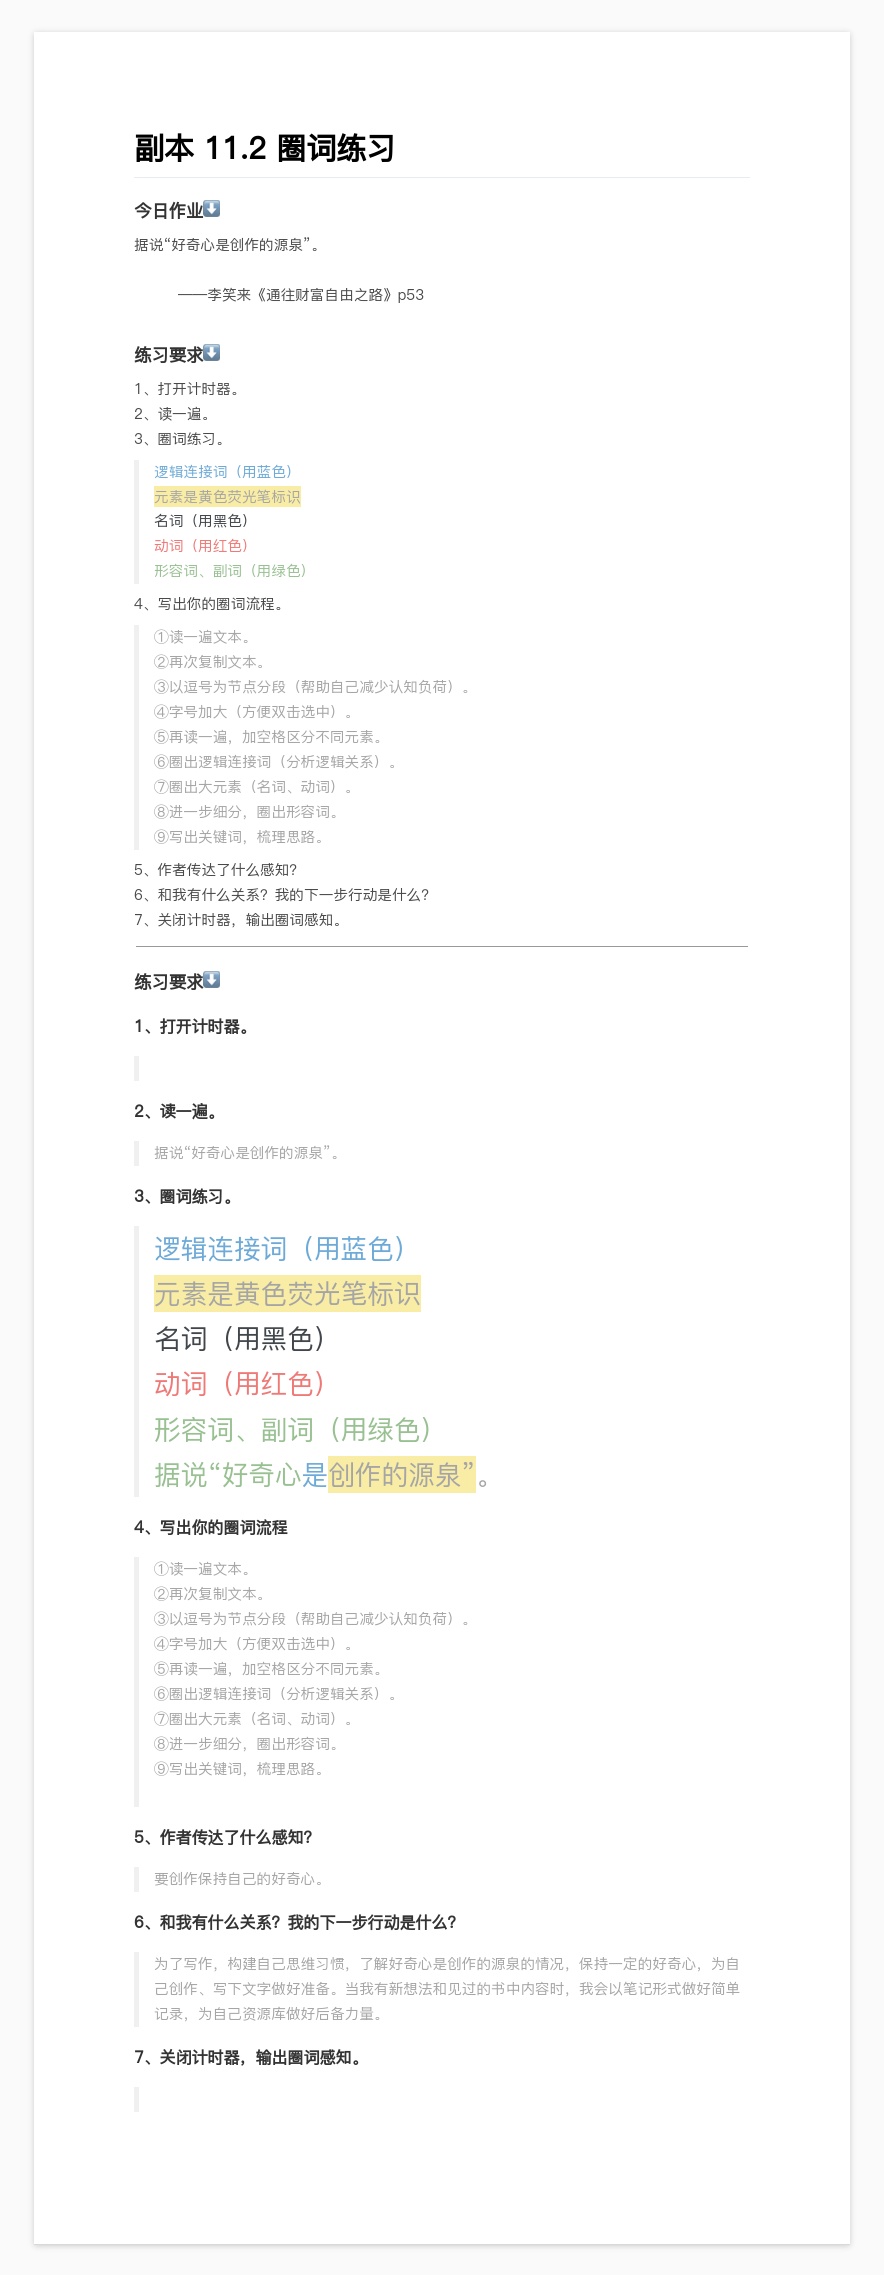 副本 11.2 圈词练习
今日作业⬇️
据说“好奇心是创作的源泉”。
——李笑来《通往财富自由之路》p53
练习要求⬇️
1、打开计时器。
2、读一遍。
3、圈词练习。
逻辑连接词（用蓝色）
元素是黄色荧光笔标识
名词（用黑色）
动词（用红色）
形容词、副词（用绿色）
4、写出你的圈词流程。
①读一遍文本。
②再次复制文本。
③以逗号为节点分段（帮助自己减少认知负荷）。
④字号加大（方便双击选中）。
⑤再读一遍，加空格区分不同元素。
⑥圈出逻辑连接词（分析逻辑关系）。
⑦圈出大元素（名词、动词）。
⑧进一步细分，圈出形容词。
⑨写出关键词，梳理思路。
5、作者传达了什么感知？
6、和我有什么关系？我的下一步行动是什么？
7、关闭计时器，输出圈词感知。
练习要求⬇️
1、打开计时器。
2、读一遍。
据说“好奇心是创作的源泉”。
3、圈词练习。
逻辑连接词（用蓝色）
元素是黄色荧光笔标识
名词（用黑色）
动词（用红色）
形容词、副词（用绿色）
据说“好奇心是创作的源泉”。
4、写出你的圈词流程
①读一遍文本。
②再次复制文本。
③以逗号为节点分段（帮助自己减少认知负荷）。
④字号加大（方便双击选中）。
⑤再读一遍，加空格区分不同元素。
⑥圈出逻辑连接词（分析逻辑关系）。
⑦圈出大元素（名词、动词）。
⑧进一步细分，圈出形容词。
⑨写出关键词，梳理思路。
5、作者传达了什么感知？
要创作保持自己的好奇心。
6、和我有什么关系？我的下一步行动是什么？
为了写作，构建自己思维习惯，了解好奇心是创作的源泉的情况，保持一定的好奇心，为自
己创作、写下文字做好准备。当我有新想法和见过的书中内容时，我会以笔记形式做好简单
记录，为自己资源库做好后备力量。
7、关闭计时器，输出圈词感知。